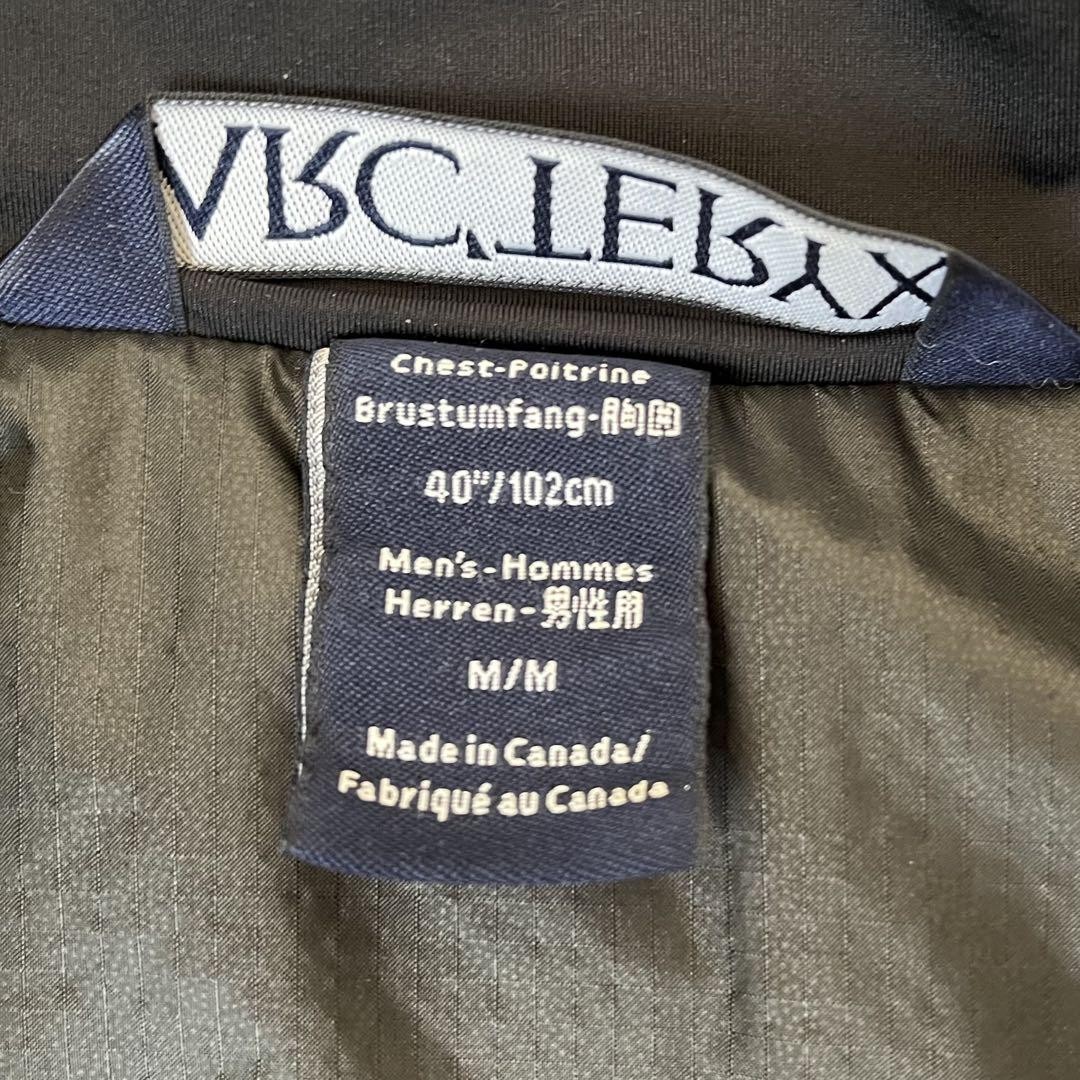 ARC'TERYX
Chest-Poitrine
Brustumfang-胸囲
40"/102cm
Men's-Hommes
Herren-男性用
M/M
Made in Canada/
Fabriqué au Canada